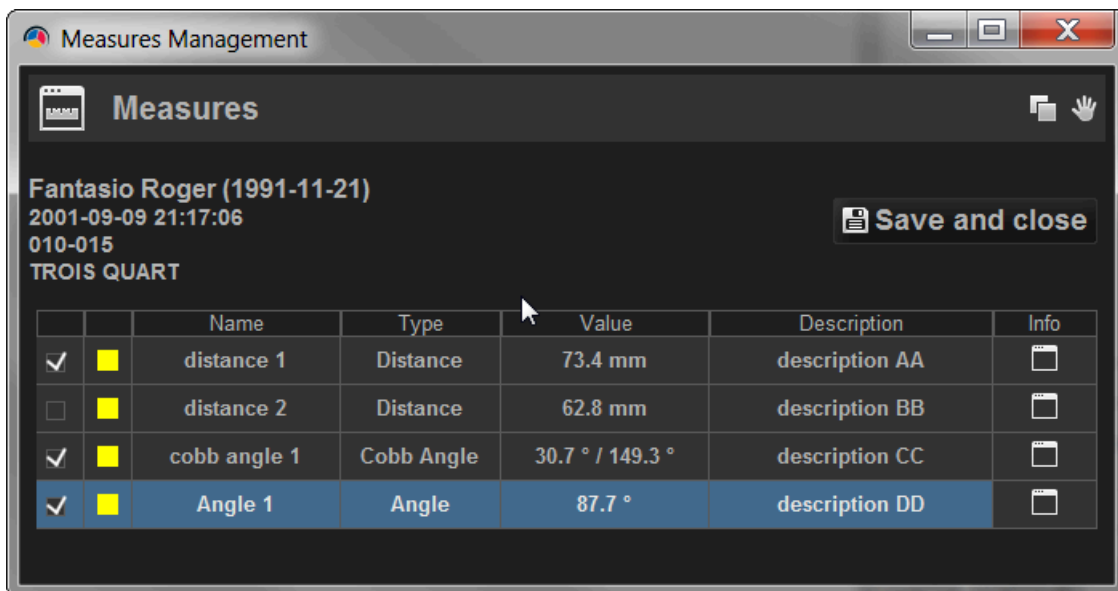 Measures Management
Measures
Fantasio Roger (1991-11-21)
2001-09-09 21:17:06
010-015
TROIS QUART
Save and close
Name Type Value Description Info
distance 1 Distance 73.4 mm description AA
distance 2 Distance 62.8 mm description BB
cobb angle 1 Cobb Angle 30.7 ° / 149.3 ° description CC
Angle 1 Angle 87.7 ° description DD